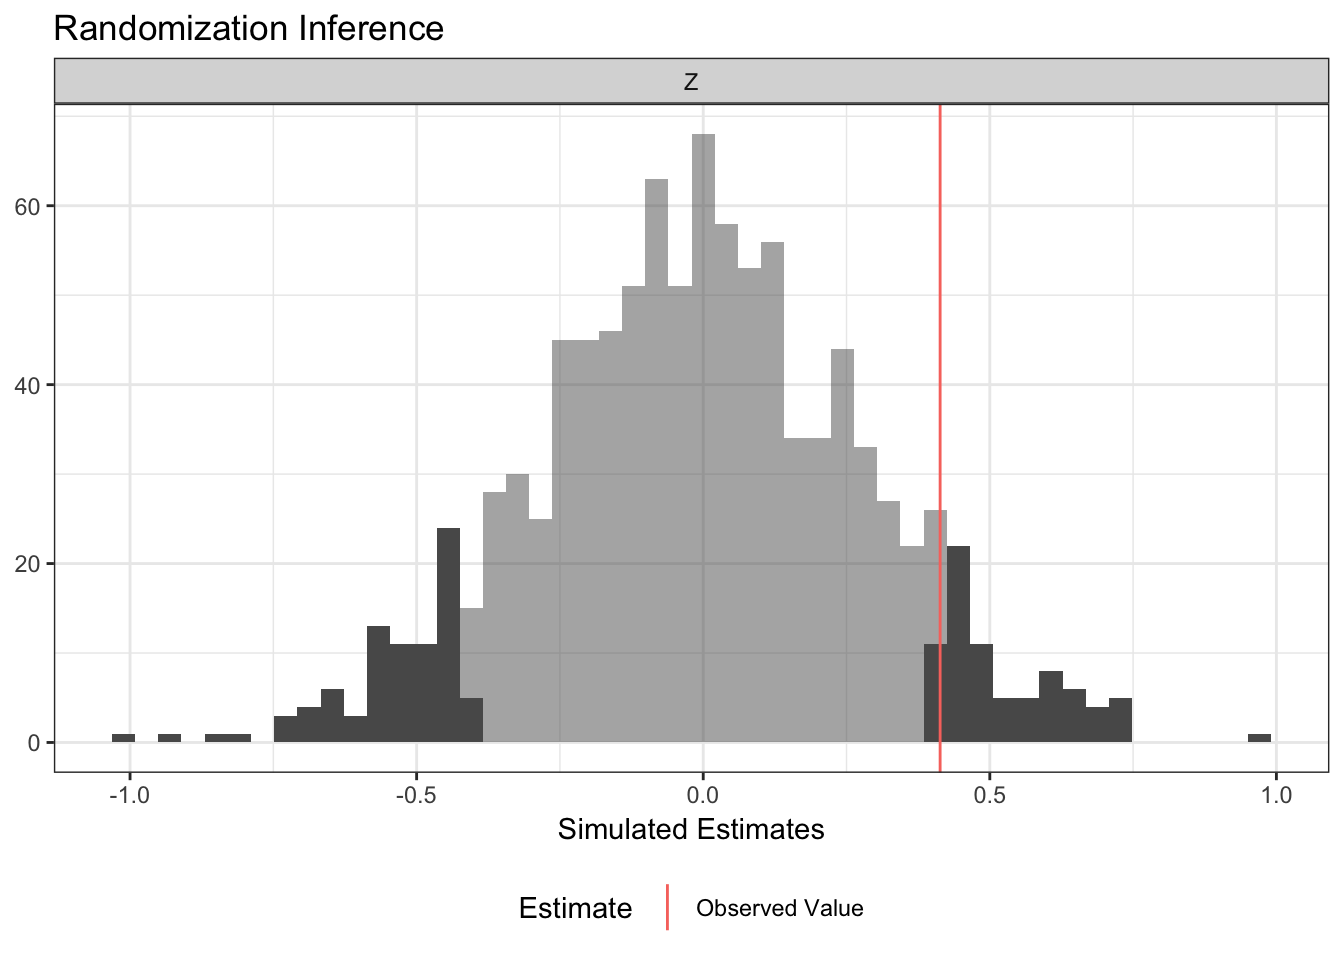 Randomization Inference
Z
60
40
20
0
-1.0 -0.5 0.0 0.5 1.0
Simulated Estimates
Estimate Observed Value